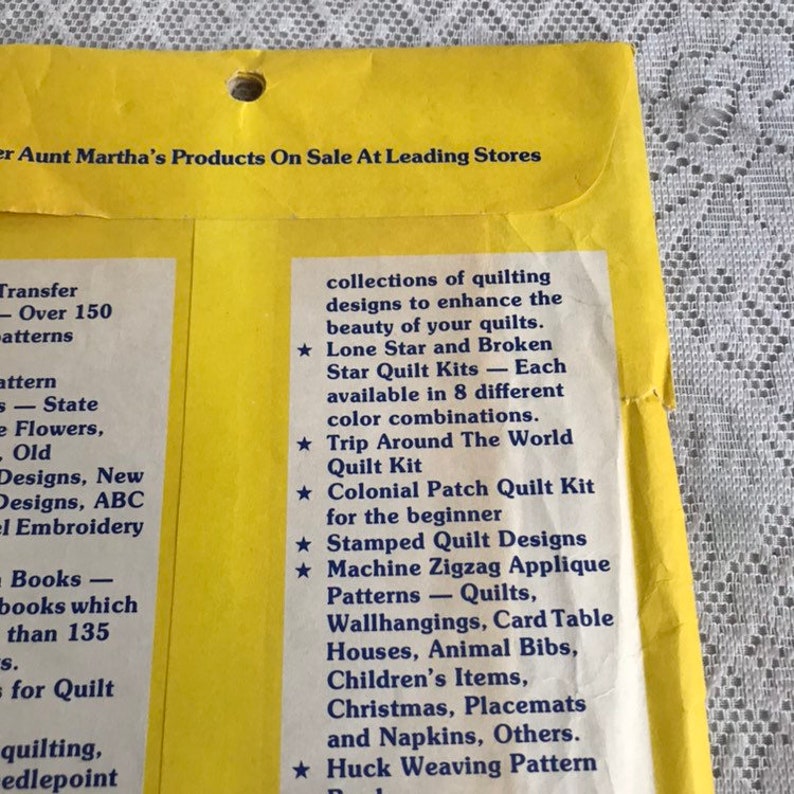 Aunt Martha's Products On Sale At Leading Stores
Transfer
— Over 150
patterns
attern
— State
Flowers,
, Old
Designs, New
Designs, ABC
Embroidery
Books —
books which
than 135
s.
for Quilt
quilting,
edlepoint
collections of quilting
designs to enhance the
beauty of your quilts.
★ Lone Star and Broken
Star Quilt Kits — Each
available in 8 different
color combinations.
★ Trip Around The World
Quilt Kit
★ Colonial Patch Quilt Kit
for the beginner
★ Stamped Quilt Designs
★ Machine Zigzag Applique
Patterns — Quilts,
Wallhangings, Card Table
Houses, Animal Bibs,
Children's Items,
Christmas, Placemats
and Napkins, Others.
★ Huck Weaving Pattern